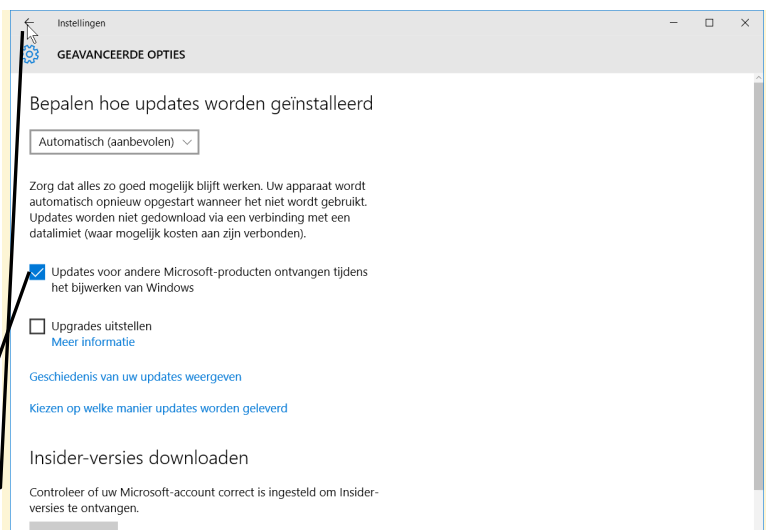 Instellingen
GEAVANCEERDE OPTIES
Bepalen hoe updates worden geïnstalleerd
Automatisch (aanbevolen)
Zorg dat alles zo goed mogelijk blijft werken. Uw apparaat wordt
automatisch opnieuw opgestart wanneer het niet wordt gebruikt.
Updates worden niet gedownload via een verbinding met een
datalimiet (waar mogelijk kosten aan zijn verbonden).
Updates voor andere Microsoft-producten ontvangen tijdens
het bijwerken van Windows
Upgrades uitstellen
Meer informatie
Geschiedenis van uw updates weergeven
Kiezen op welke manier updates worden geleverd
Insider-versies downloaden
Controleer of uw Microsoft-account correct is ingesteld om Insider-
versies te ontvangen.